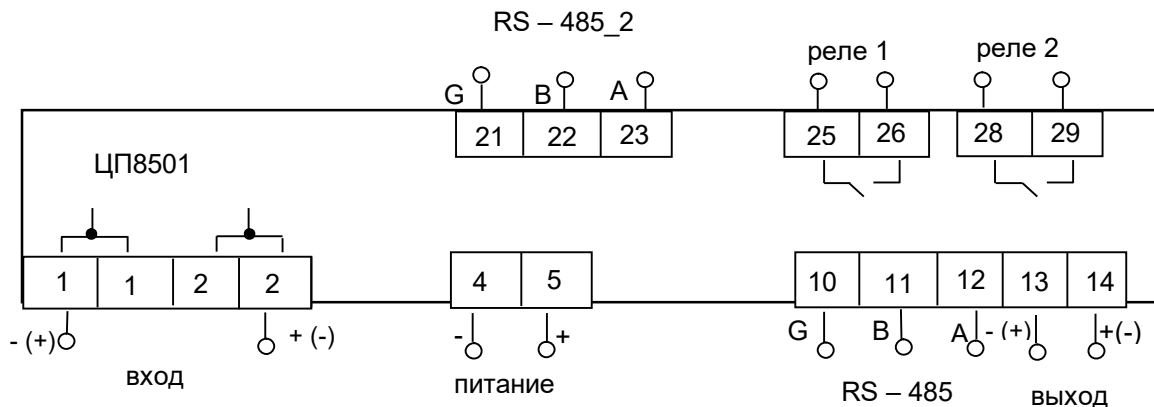 RS – 485_2
реле 1 реле 2
G B A
21 22 23 25 26 28 29
ЦП8501
1 1 2 2 4 5 10 11 12 13 14
- (+) + (-) - + G B A - (+) +(-)
вход питание RS – 485 выход